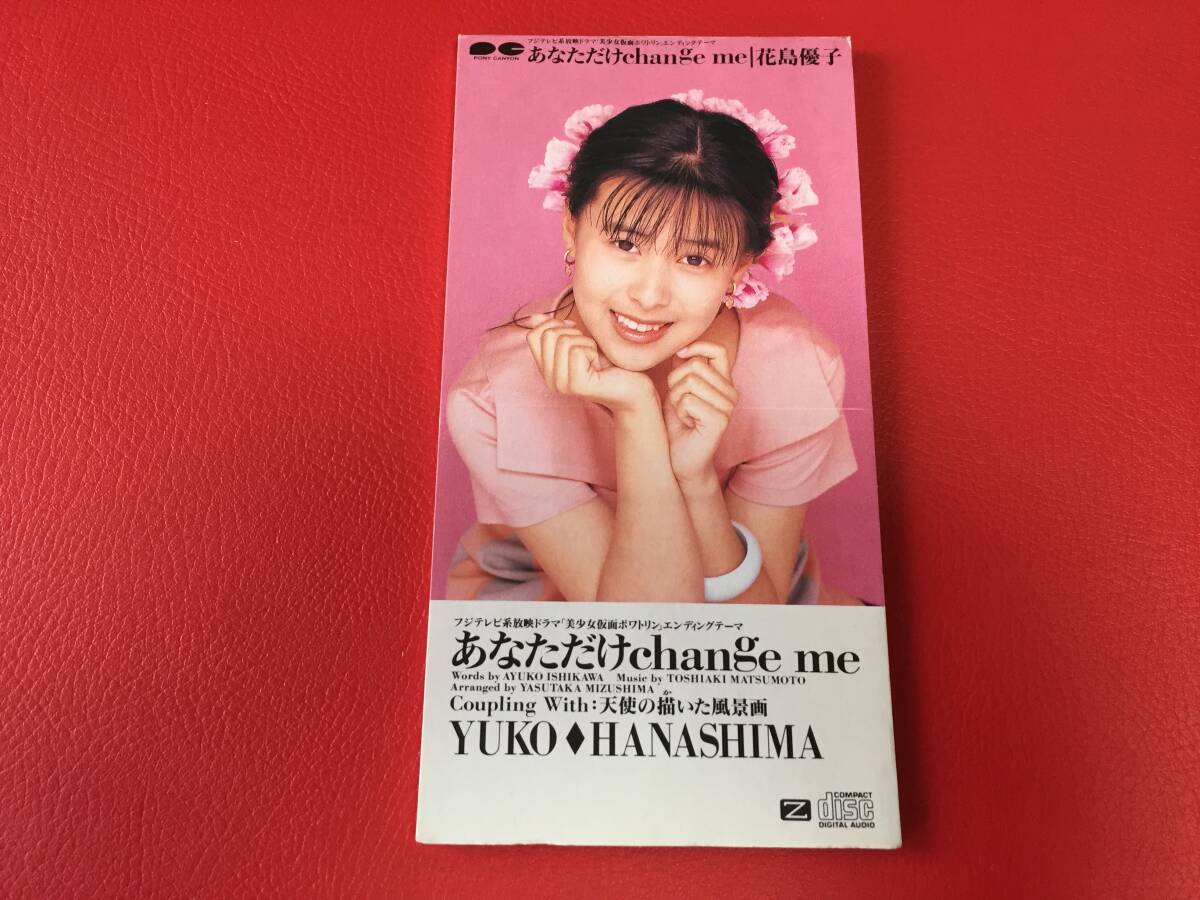 フジテレビ系放映ドラマ「美少女仮面ポワトリン」エンディングテーマ
PONY CANYON
あなただけchange me|花島優子
フジテレビ系放映ドラマ「美少女仮面ポワトリン」エンディングテーマ
あなただけchange me
Words by AYUKO ISHIKAWA Music by TOSHIAKI MATSUMOTO
Arranged by YASUTAKA MIZUSHIMA
か
Coupling With:天使の描いた風景画
YUKO♦HANASHIMA
Z
COMPACT
disc
DIGITAL AUDIO